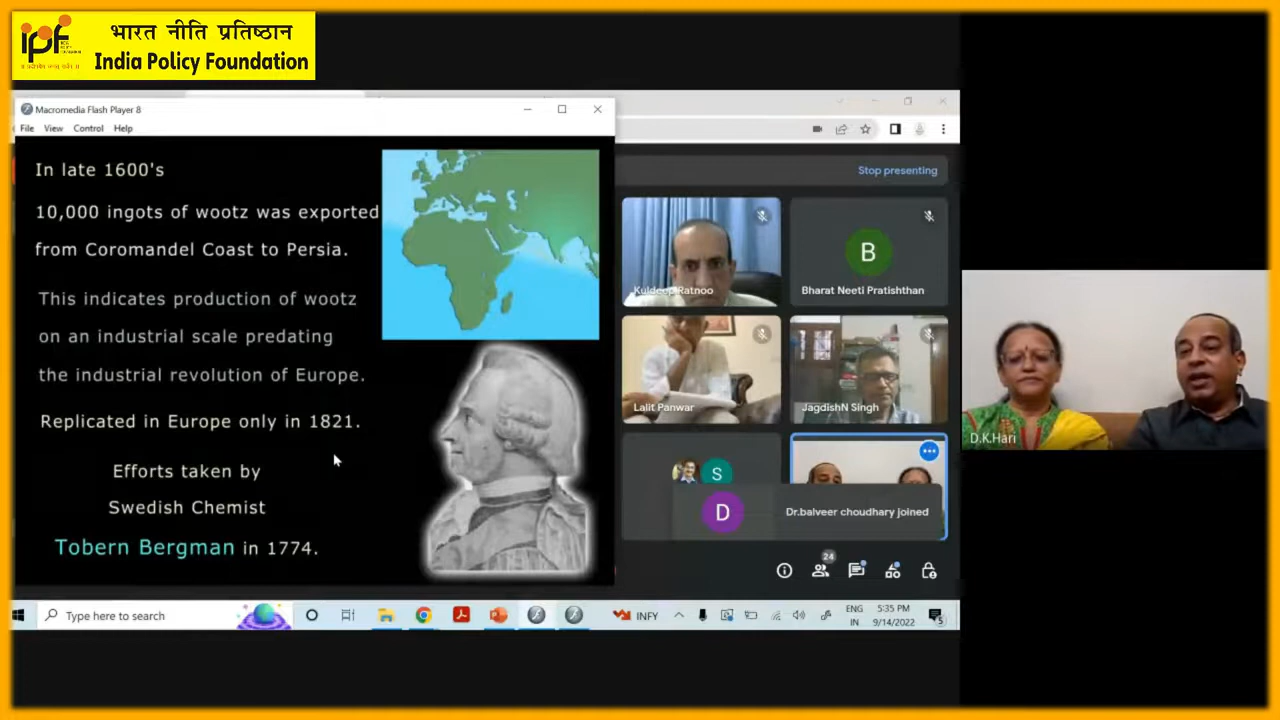 ipf
भारत नीति प्रतिष्ठान
India Policy Foundation
Macromedia Flash Player 8
File View Control Help
In late 1600's
10,000 ingots of wootz was exported
from Coromandel Coast to Persia.
This indicates production of wootz
on an industrial scale predating
the industrial revolution of Europe.
Replicated in Europe only in 1821.
Efforts taken by
Swedish Chemist
Tobern Bergman in 1774.
Stop presenting
Kuldeep Ratnoo
B
Bharat Neeti Pratishthan
Lalit Panwar
JagdishN Singh
S
D
Dr.balveer choudhary joined
24
D.K.Hari
Type here to search
INFY
ENG
IN
5:35 PM
9/14/2022
5